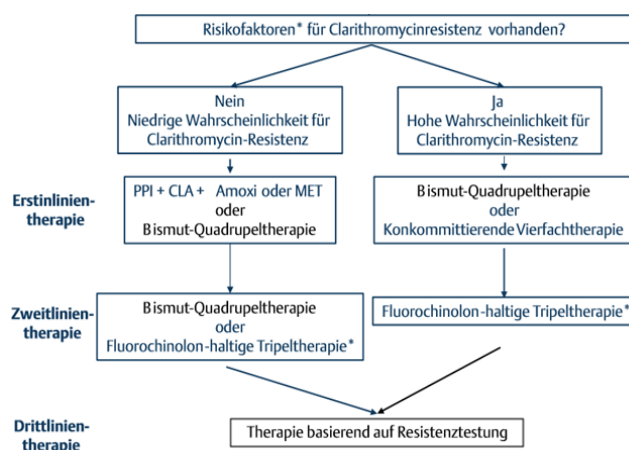 Risikofaktoren* für Clarithromycinresistenz vorhanden?
Nein
Niedrige Wahrscheinlichkeit für
Clarithromycin-Resistenz
Ja
Hohe Wahrscheinlichkeit für
Clarithromycin-Resistenz
Erstlinien-
therapie
PPI + CLA + Amoxi oder MET
oder
Bismut-Quadrupeltherapie
Bismut-Quadrupeltherapie
oder
Konkommittierende Vierfachtherapie
Zweitlinien-
therapie
Bismut-Quadrupeltherapie
oder
Fluorochinolon-haltige Tripeltherapie*
Fluorochinolon-haltige Tripeltherapie*
Drittlinien-
therapie
Therapie basierend auf Resistenztestung